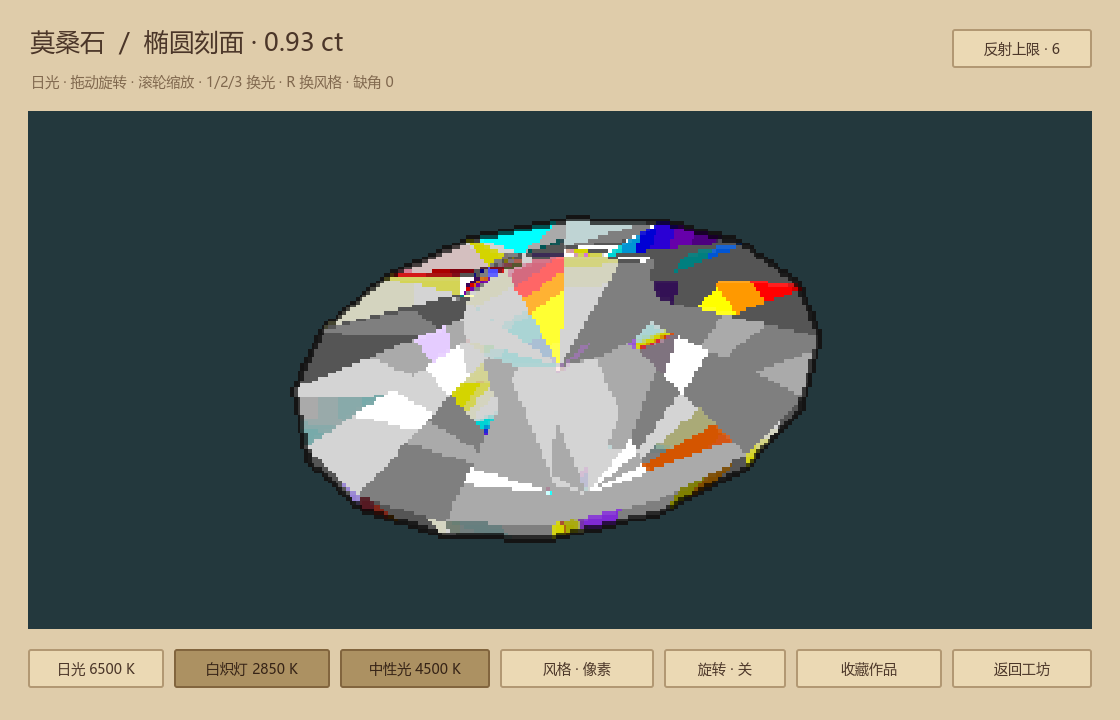 莫桑石 / 椭圆刻面 · 0.93 ct
反射上限 · 6
日光 · 拖动旋转 · 滚轮缩放 · 1/2/3 换光 · R 换风格 · 缺角 0
日光 6500 K
白炽灯 2850 K
中性光 4500 K
风格 · 像素
旋转 · 关
收藏作品
返回工坊